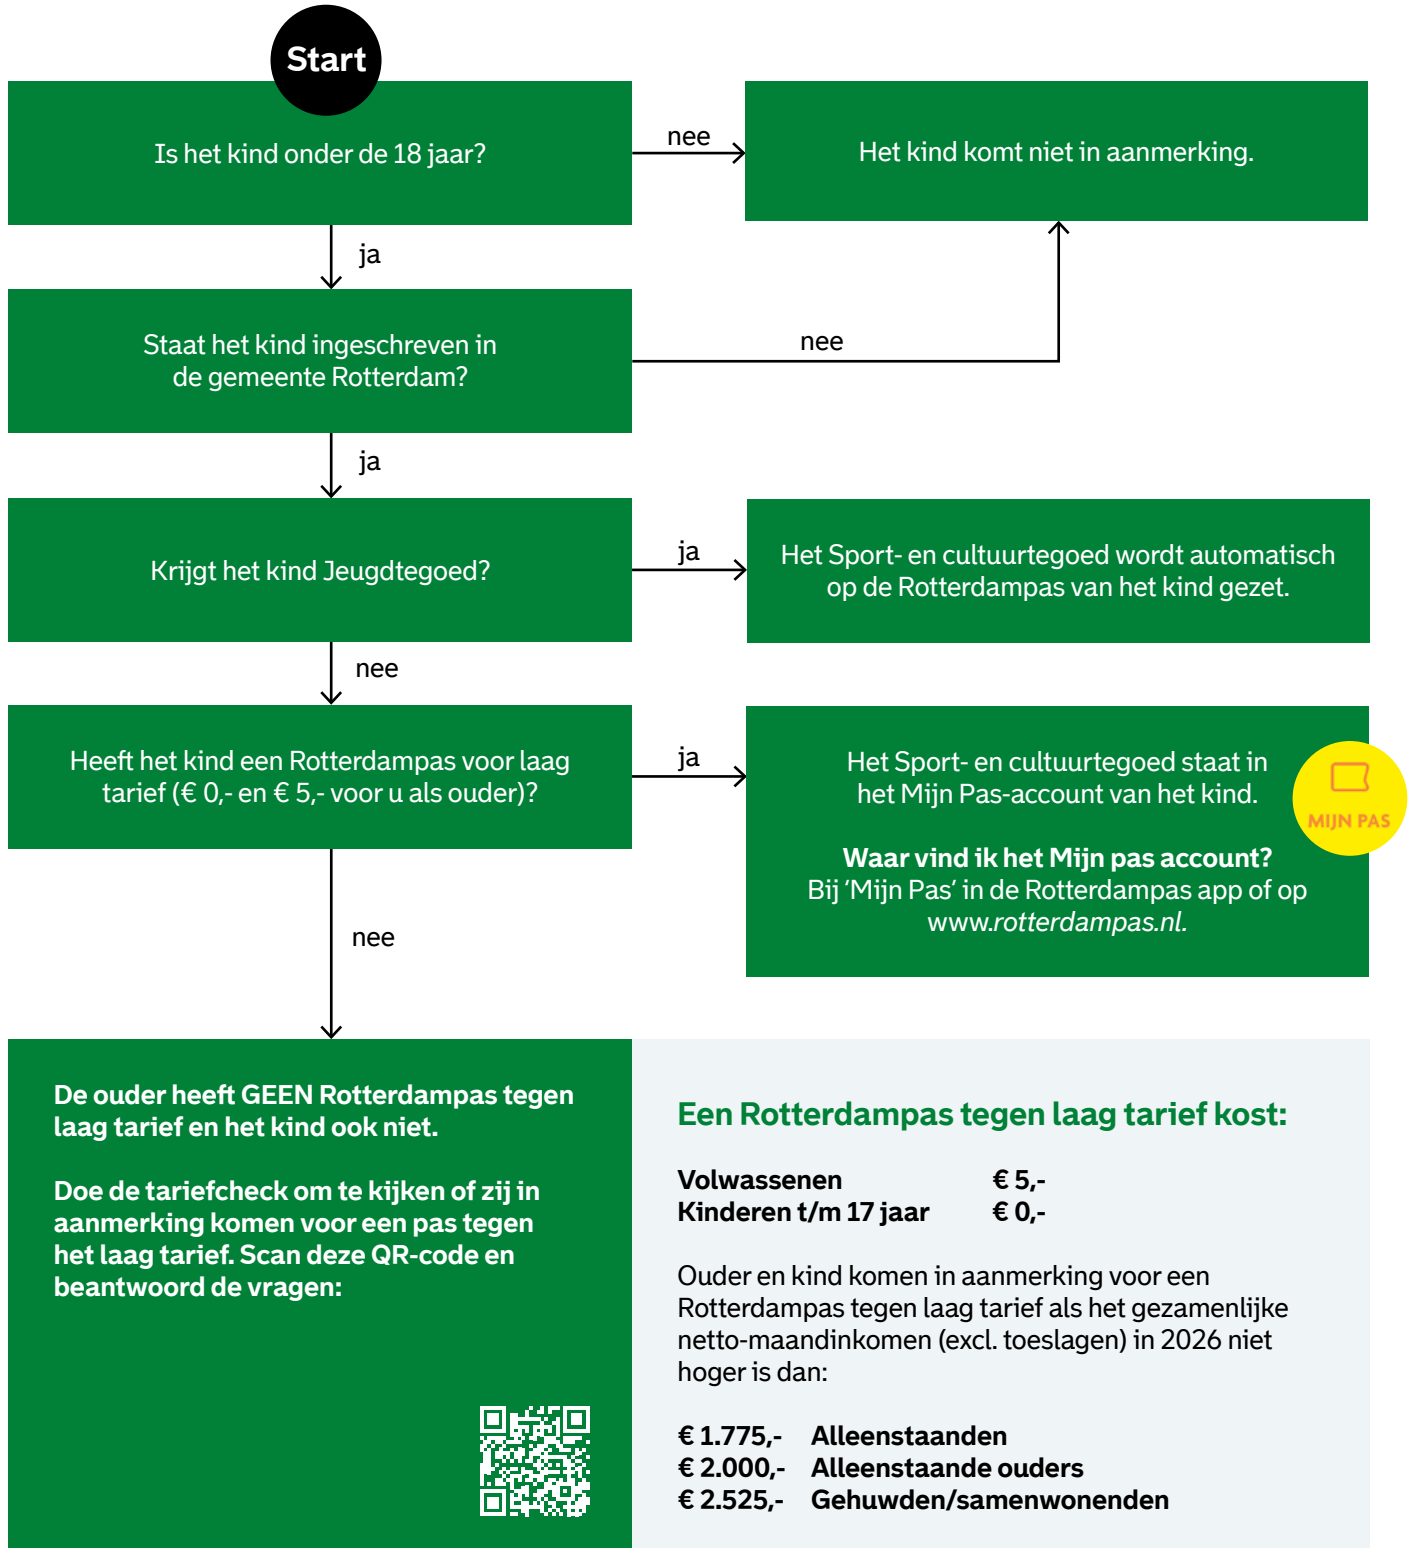 Start
Is het kind onder de 18 jaar?
nee
Het kind komt niet in aanmerking.
ja
Staat het kind ingeschreven in
de gemeente Rotterdam?
nee
ja
Krijgt het kind Jeugdtegoed?
ja
Het Sport- en cultuurtegoed wordt automatisch
op de Rotterdampas van het kind gezet.
nee
Heeft het kind een Rotterdampas voor laag
tarief (€ 0,- en € 5,- voor u als ouder)?
ja
Het Sport- en cultuurtegoed staat in
het Mijn Pas-account van het kind.
Waar vind ik het Mijn pas account?
Bij ‘Mijn Pas’ in de Rotterdampas app of op
www.rotterdampas.nl.
MIJN PAS
nee
De ouder heeft GEEN Rotterdampas tegen
laag tarief en het kind ook niet.
Doe de tariefcheck om te kijken of zij in
aanmerking komen voor een pas tegen
het laag tarief. Scan deze QR-code en
beantwoord de vragen:
Een Rotterdampas tegen laag tarief kost:
Volwassenen € 5,-
Kinderen t/m 17 jaar € 0,-
Ouder en kind komen in aanmerking voor een
Rotterdampas tegen laag tarief als het gezamenlijke
netto-maandinkomen (excl. toeslagen) in 2026 niet
hoger is dan:
€ 1.775,- Alleenstaanden
€ 2.000,- Alleenstaande ouders
€ 2.525,- Gehuwden/samenwonenden